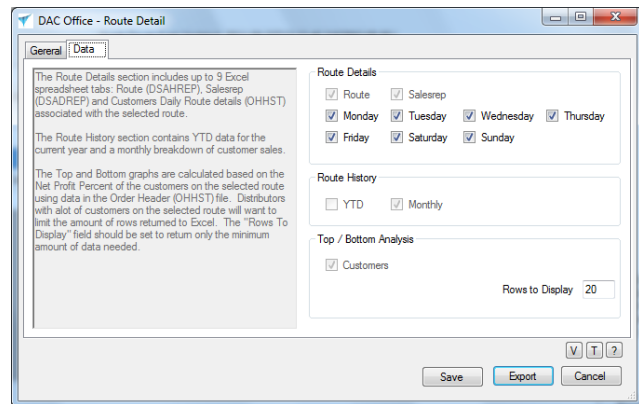 DAC Office - Route Detail
Gereral Data
The Route Details section includes up to 9 Excel
spreadsheet tabs: Route (DSAHREP), Salesrep
(DSADREP) and Customers Daily Route details (OHHST)
associated with the selected route.
The Route History section contains YTD data for the
current year and a monthly breakdown of customer sales.
The Top and Bottom graphs are calculated based on the
Net Profit Percent of the customers on the selected route
using data in the Order Header (OHHST) file. Distributors
with alot of customers on the selected route will want to
limit the amount of rows returned to Excel. The "Rows To
Display" field should be set to return only the minimum
amount of data needed.
Route Details
Route Salesrep
Monday Tuesday Wednesday Thursday
Friday Saturday Sunday
Route History
YTD Monthly
Top / Bottom Analysis
Customers
Rows to Display 20
V T ?
Save Export Cancel